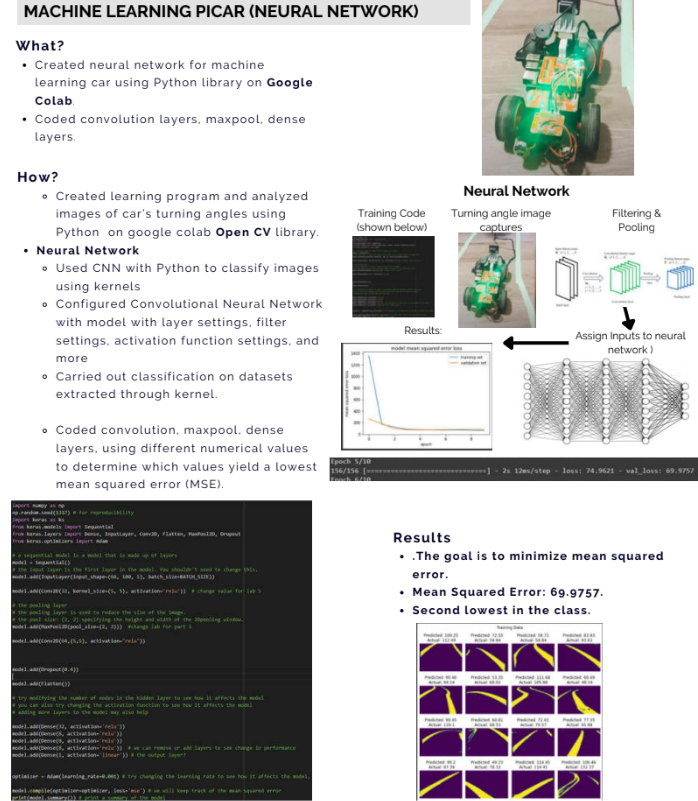 MACHINE LEARNING PICAR (NEURAL NETWORK)
What?
Created neural network for machine
learning car using Python library on Google
Colab.
Coded convolution layers, maxpool, dense
layers.
How?
Created learning program and analyzed
images of car's turning angles using
Python on google colab Open CV library.
Neural Network
Used CNN with Python to classify images
using kernels
Configured Convolutional Neural Network
with model with layer settings, filter
settings, activation function settings, and
more
Carried out classification on datasets
extracted through kernel.
Coded convolution, maxpool, dense
layers, using different numerical values
to determine which values yield a lowest
mean squared error (MSE).
Neural Network
Training Code
(shown below)
Turning angle image
captures
Filtering &
Pooling
Results:
Assign Inputs to neural
network )
model mean squared error loss
training set
validation set
mean squared error loss
1400
1200
1000
800
600
400
200
0
0 2 4 6 8
epoch
Epoch 5/10
156/156 [==============================] - 2s 12ms/step - loss: 74.9621 - val_loss: 69.9757
Epoch 6/10
import numpy as np
np.random.seed(1337) # for reproducibility
import keras as ks
from keras.models import Sequential
from keras.layers import Dense, InputLayer, Conv2D, Flatten, MaxPool2D, Dropout
from keras.optimizers import Adam
# a sequential model is a model that is made up of layers
model = Sequential()
# the input layer is the first layer in the model. You shouldn't need to change this.
model.add(InputLayer(input_shape=(66, 100, 1), batch_size=BATCH_SIZE))
model.add(Conv2D(32, kernel_size=(5, 5), activation='relu')) # change value for lab 5
# the pooling layer
# the pooling layer is used to reduce the size of the image.
# the pool size: (2, 2) specifying the height and width of the 2Dpooling window.
model.add(MaxPool2D(pool_size=(2, 2))) #change lab for part 5
model.add(Conv2D(64,(5,5), activation="relu"))
model.add(Dropout(0.4))
model.add(Flatten())
# try modifying the number of nodes in the hidden layer to see how it affects the model
# you can also try changing the activation function to see how it affects the model
# adding more layers to the model may also help
model.add(Dense(32, activation='relu'))
model.add(Dense(8, activation='relu'))
model.add(Dense(8, activation='relu'))
model.add(Dense(8, activation='relu')) # we can remove or add layers to see change in performance
model.add(Dense(1, activation='linear')) # the output layer?
optimizer = Adam(learning_rate=0.001) # try changing the learning rate to see how it affects the model,
model.compile(optimizer=optimizer, loss='mse') # we will keep track of the mean squared error
print(model.summary()) # print a summary of the model
Results
.The goal is to minimize mean squared
error.
Mean Squared Error: 69.9757.
Second lowest in the class.
Training Data